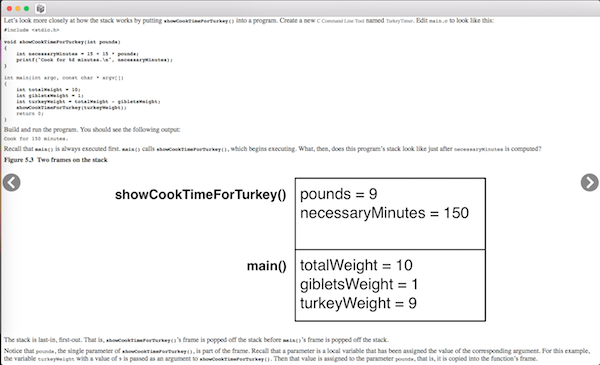 Let's look more closely at how the stack works by putting showCookTimeForTurkey() into a program. Create a new C Command Line Tool named TurkeyTimer. Edit main.c to look like this:
#include <stdio.h>
void showCookTimeForTurkey(int pounds)
{
int necessaryMinutes = 15 + 15 * pounds;
printf("Cook for %d minutes.\n", necessaryMinutes);
}
int main(int argc, const char * argv[])
{
int totalWeight = 10;
int gibletsWeight = 1;
int turkeyWeight = totalWeight - gibletsWeight;
showCookTimeForTurkey(turkeyWeight);
return 0;
}
Build and run the program. You should see the following output:
Cook for 150 minutes.
Recall that main() is always executed first. main() calls showCookTimeForTurkey(), which begins executing. What, then, does this program's stack look like just after necessaryMinutes is computed?
Figure 5.3 Two frames on the stack
showCookTimeForTurkey()
pounds = 9
necessaryMinutes = 150
main()
totalWeight = 10
gibletsWeight = 1
turkeyWeight = 9
The stack is last-in, first-out. That is, showCookTimeForTurkey()'s frame is popped off the stack before main()'s frame is popped off the stack.
Notice that pounds, the single parameter of showCookTimeForTurkey(), is part of the frame. Recall that a parameter is a local variable that has been assigned the value of the corresponding argument. For this example,
the variable turkeyWeight with a value of 9 is passed as an argument to showCookTimeForTurkey(). Then that value is assigned to the parameter pounds, that is, it is copied into the function's frame.